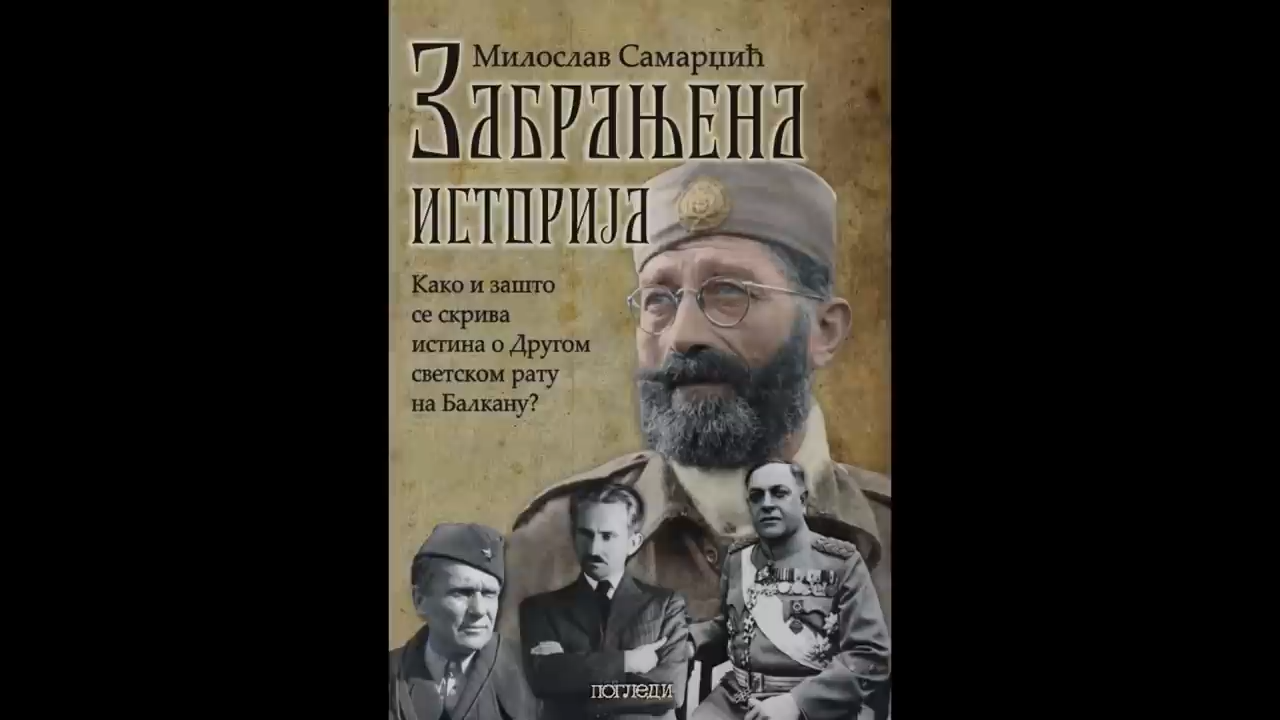 Милослав Самарџић
Забрањена
историја
Како и зашто
се скрива
истина о Другом
светском рату
на Балкану?
погледи